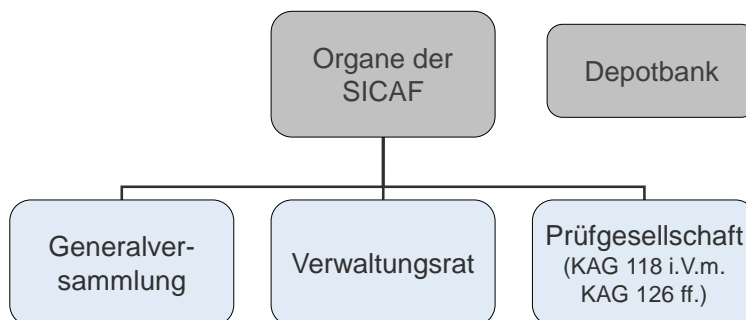 Organe der
SICAF
Depotbank
Generalver-
sammlung
Verwaltungsrat
Prüfgesellschaft
(KAG 118 i.V.m.
KAG 126 ff.)